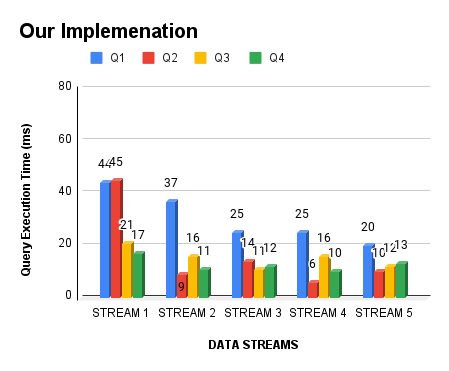 Our Implemenation
Q1 Q2 Q3 Q4
Query Execution Time (ms)
80
60
40
20
0
44 45 21 17
37 9 16 11
25 14 11 12
25 6 16 10
20 10 12 13
STREAM 1 STREAM 2 STREAM 3 STREAM 4 STREAM 5
DATA STREAMS